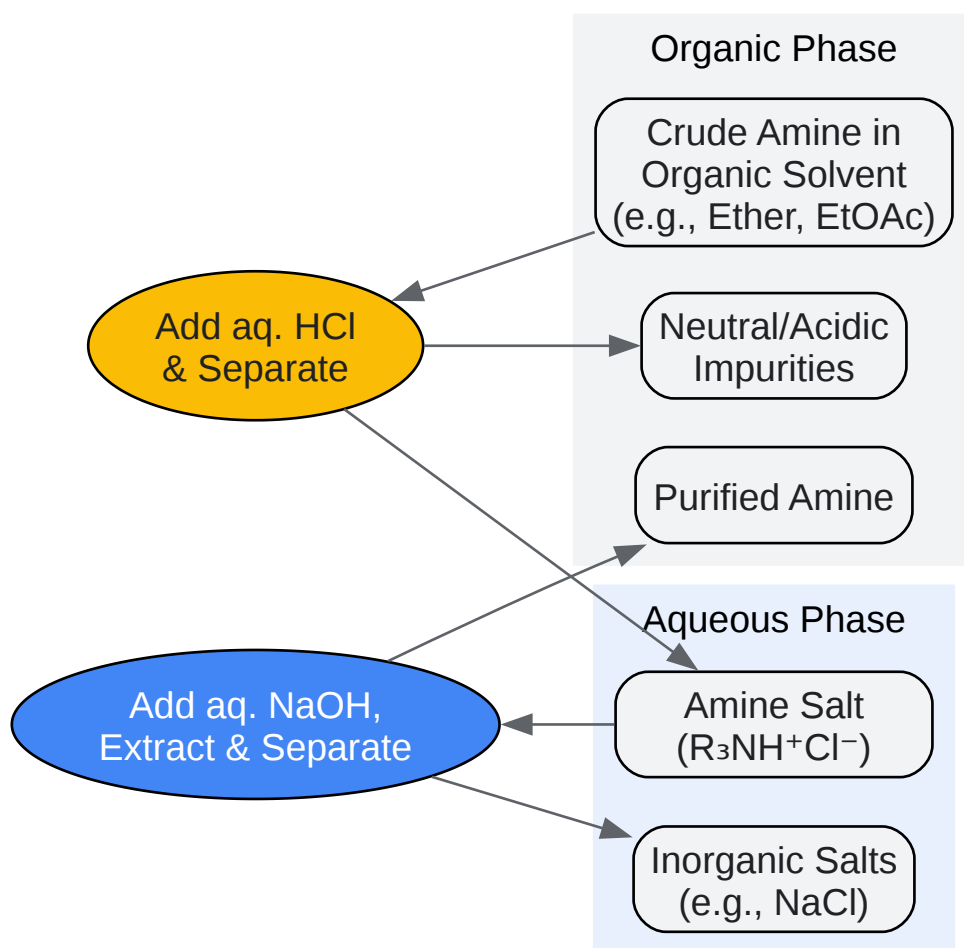 Organic Phase
Crude Amine in
Organic Solvent
(e.g., Ether, EtOAc)
Add aq. HCl
& Separate
Neutral/Acidic
Impurities
Purified Amine
Aqueous Phase
Add aq. NaOH,
Extract & Separate
Amine Salt
(R₃NH⁺Cl⁻)
Inorganic Salts
(e.g., NaCl)